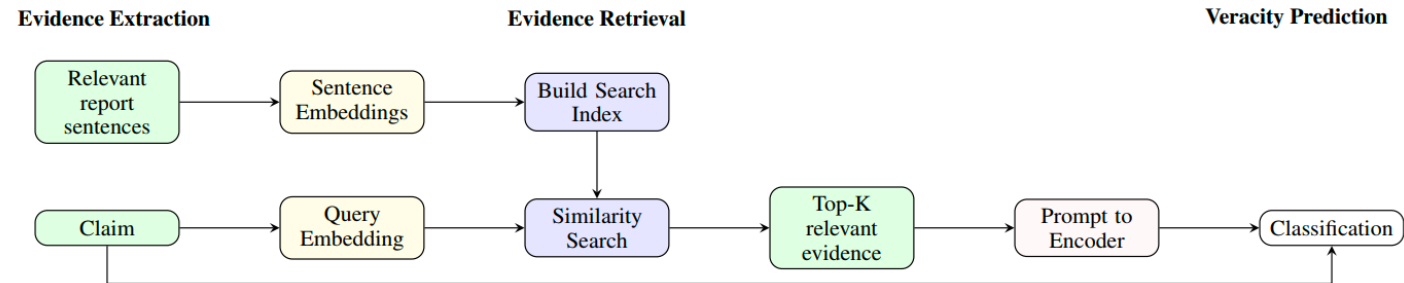 Evidence Extraction
Evidence Retrieval
Veracity Prediction
Relevant
report
sentences
Sentence
Embeddings
Build Search
Index
Claim
Query
Embedding
Similarity
Search
Top-K
relevant
evidence
Prompt to
Encoder
Classification